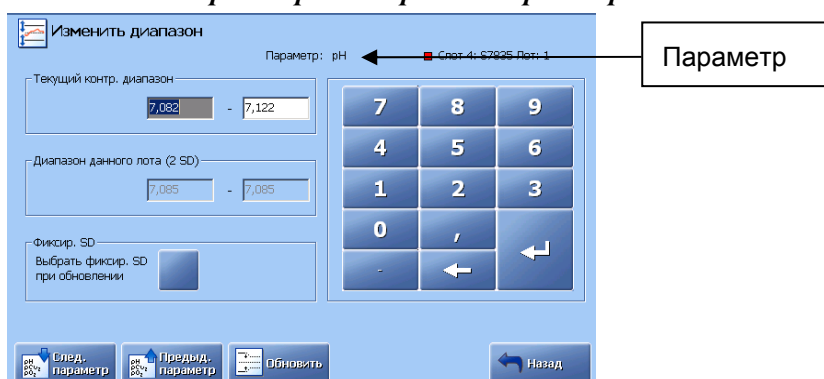 Изменить диапазон
Параметр: pH Слот 4: S7835 Лот: 1
Параметр
Текущий контр. диапазон
7,082 - 7,122
Диапазон данного лота (2 SD)
7,085 - 7,085
Фиксир. SD
Выбрать фиксир. SD
при обновлении
7 8 9
4 5 6
1 2 3
0 ,
-
След.
параметр
Предыд.
параметр
Обновить
Назад